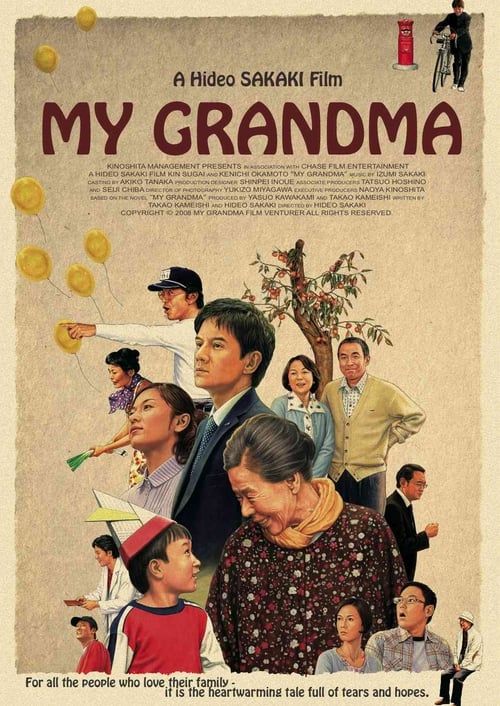 A Hideo SAKAKI Film
MY GRANDMA
KINOSHITA MANAGEMENT PRESENTS IN ASSOCIATION WITH CHASE FILM ENTERTAINMENT
A HIDEO SAKAKI FILM KIN SUGAI AND KENICHI OKAMOTO "MY GRANDMA" MUSIC BY IZUMI SAKAKI
CASTING BY AKIKO TANAKA PRODUCTION DESIGNER SHINPEI INOUE ASSOCIATE PRODUCERS TATSUO HOSHINO
AND SEIJI CHIBA DIRECTOR OF PHOTOGRAPHY YUKIZO MIYAGAWA EXECUTIVE PRODUCERS NAOYA KINOSHITA
BASED ON THE NOVEL "MY GRANDMA" PRODUCED BY YASUO KAWAKAMI AND TAKAO KAMEISHI WRITTEN BY
TAKAO KAMEISHI AND HIDEO SAKAKI DIRECTED BY HIDEO SAKAKI
COPYRIGHT © 2008 MY GRANDMA FILM VENTURER ALL RIGHTS RESERVED.
For all the people who love their family -
it is the heartwarming tale full of tears and hopes.